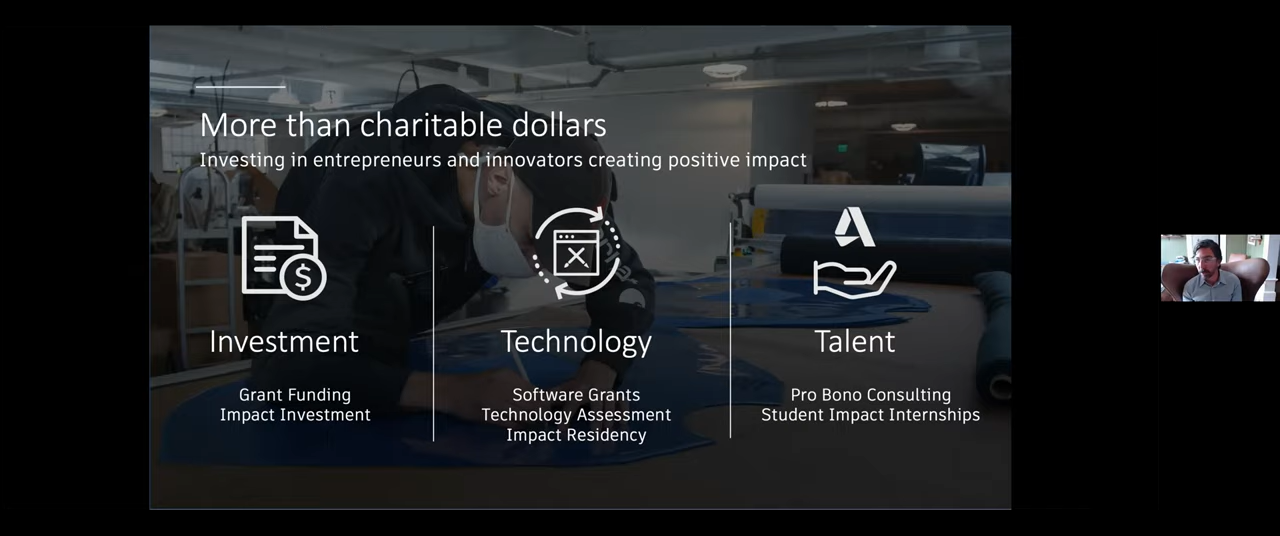 More than charitable dollars
Investing in entrepreneurs and innovators creating positive impact
$
Investment
Grant Funding
Impact Investment
Technology
Software Grants
Technology Assessment
Impact Residency
Talent
Pro Bono Consulting
Student Impact Internships